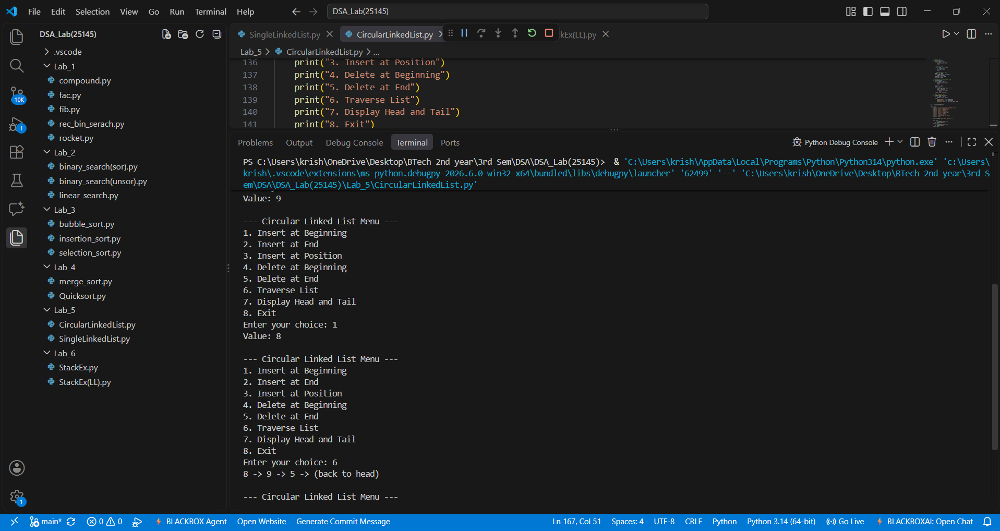 File Edit Selection View Go Run Terminal Help
DSA_Lab(25145)
DSA_Lab(25145)
.vscode
Lab_1
compound.py
fac.py
fib.py
rec_bin_serach.py
rocket.py
Lab_2
binary_search(sor).py
binary_search(unsor).py
linear_search.py
Lab_3
bubble_sort.py
insertion_sort.py
selection_sort.py
Lab_4
merge_sort.py
Quicksort.py
Lab_5
CircularLinkedList.py
SingleLinkedList.py
Lab_6
StackEx.py
StackEx(LL).py
10K
1
1
SingleLinkedList.py CircularLinkedList.py kEx(LL).py
Lab_5 > CircularLinkedList.py > ...
136 print("3. Insert at Position")
137 print("4. Delete at Beginning")
138 print("5. Delete at End")
139 print("6. Traverse List")
140 print("7. Display Head and Tail")
141 print("8. Exit")
Problems Output Debug Console Terminal Ports
Python Debug Console
PS C:\Users\krish\OneDrive\Desktop\BTech 2nd year\3rd Sem\DSA\DSA_Lab(25145)> & 'C:\Users\krish\AppData\Local\Programs\Python\Python314\python.exe' 'c:\Users\
krish\.vscode\extensions\ms-python.debugpy-2026.6.0-win32-x64\bundled\libs\debugpy\launcher' '62499' '--' 'C:\Users\krish\OneDrive\Desktop\BTech 2nd year\3rd S
em\DSA\DSA_Lab(25145)\Lab_5\CircularLinkedList.py'
Value: 9
--- Circular Linked List Menu ---
1. Insert at Beginning
2. Insert at End
3. Insert at Position
4. Delete at Beginning
5. Delete at End
6. Traverse List
7. Display Head and Tail
8. Exit
Enter your choice: 1
Value: 8
--- Circular Linked List Menu ---
1. Insert at Beginning
2. Insert at End
3. Insert at Position
4. Delete at Beginning
5. Delete at End
6. Traverse List
7. Display Head and Tail
8. Exit
Enter your choice: 6
8 -> 9 -> 5 -> (back to head)
--- Circular Linked List Menu ---
main* 0 0 BLACKBOX Agent Open Website Generate Commit Message
Ln 167, Col 51 Spaces: 4 UTF-8 CRLF Python Python 3.14 (64-bit) Go Live BLACKBOXAI: Open Chat